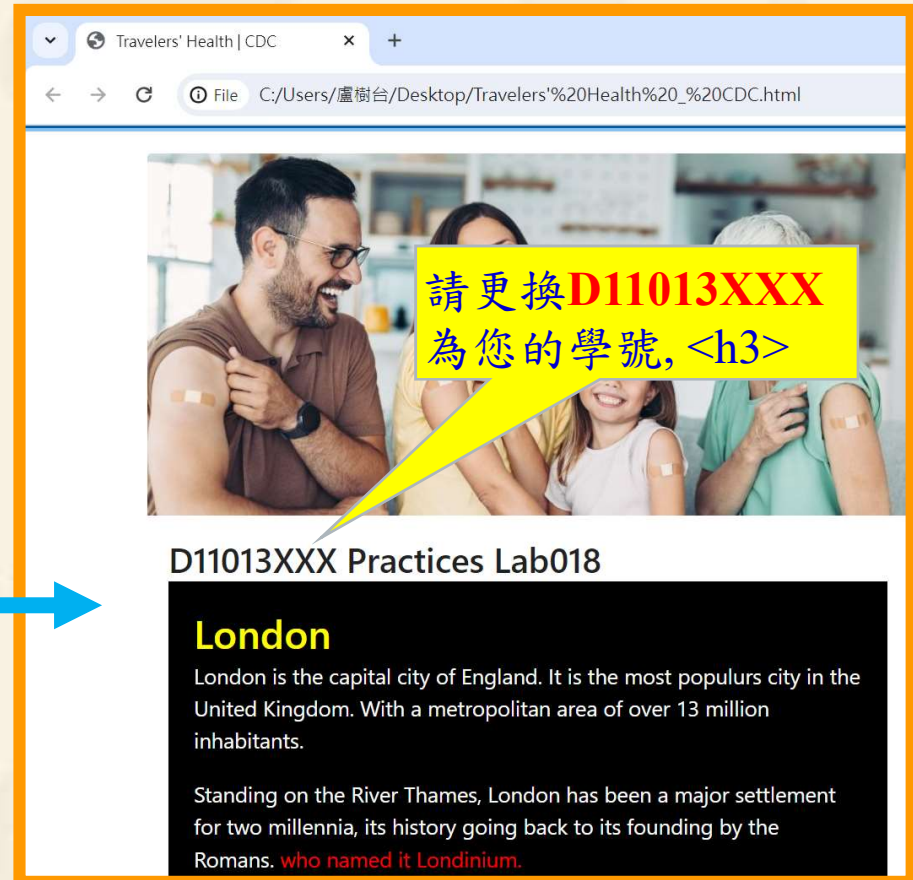 Travelers' Health | CDC
File C:/Users/盧樹台/Desktop/Travelers'%20Health%20_%20CDC.html
請更換D11013XXX
為您的學號, <h3>
D11013XXX Practices Lab018
London
London is the capital city of England. It is the most populurs city in the
United Kingdom. With a metropolitan area of over 13 million
inhabitants.
Standing on the River Thames, London has been a major settlement
for two millennia, its history going back to its founding by the
Romans. who named it Londinium.